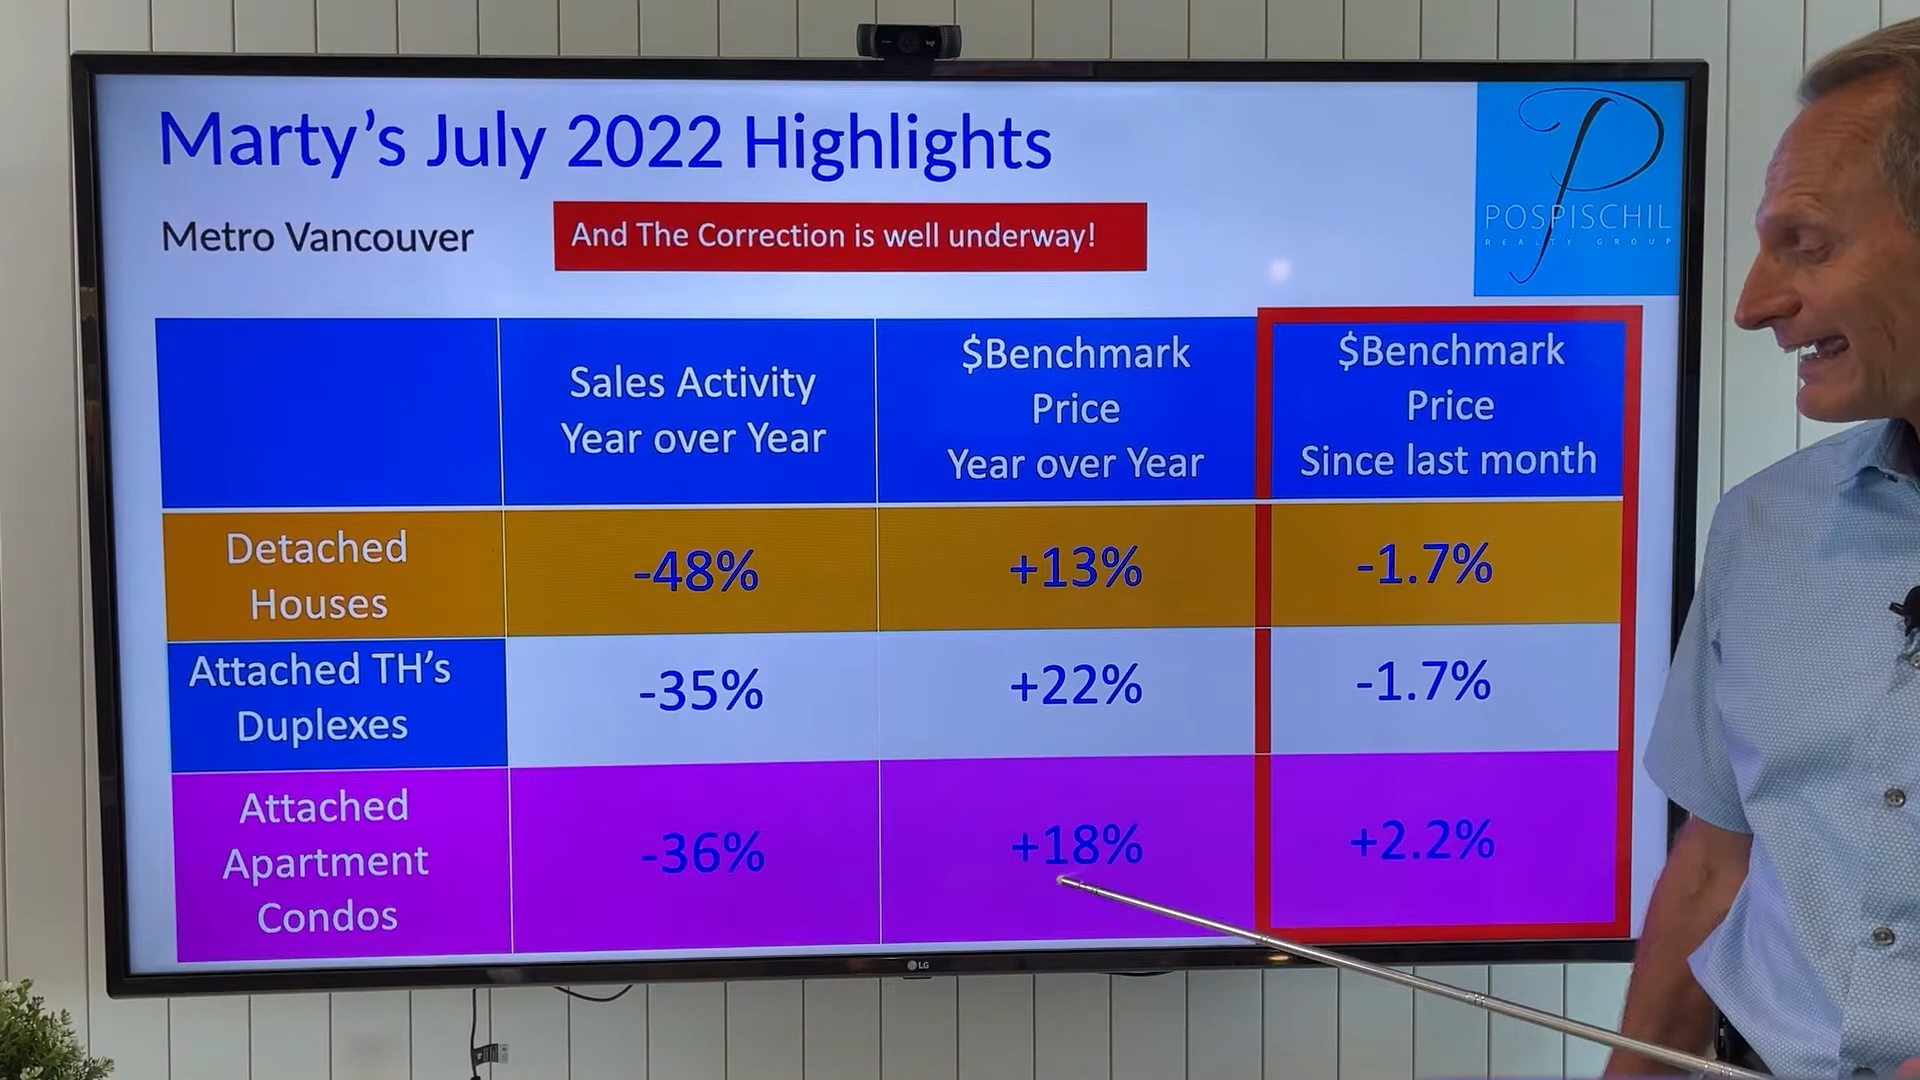 Marty's July 2022 Highlights
Metro Vancouver
And The Correction is well underway!
POSPISCHIL
REALTY GROUP
Sales Activity
Year over Year
$Benchmark
Price
Year over Year
$Benchmark
Price
Since last month
Detached
Houses
-48%
+13%
-1.7%
Attached TH's
Duplexes
-35%
+22%
-1.7%
Attached
Apartment
Condos
-36%
+18%
+2.2%
LG